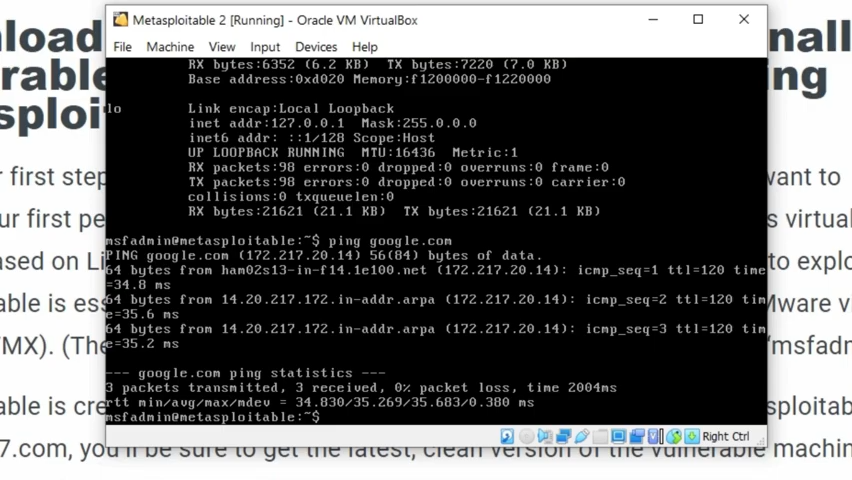 Metasploitable 2 [Running] - Oracle VM VirtualBox
File Machine View Input Devices Help
RX bytes:6352 (6.2 KB) TX bytes:7220 (7.0 KB)
Base address:0xd020 Memory:f1200000-f1220000
lo Link encap:Local Loopback
inet addr:127.0.0.1 Mask:255.0.0.0
inet6 addr: ::1/128 Scope:Host
UP LOOPBACK RUNNING MTU:16436 Metric:1
RX packets:98 errors:0 dropped:0 overruns:0 frame:0
TX packets:98 errors:0 dropped:0 overruns:0 carrier:0
collisions:0 txqueuelen:0
RX bytes:21621 (21.1 KB) TX bytes:21621 (21.1 KB)
msfadmin@metasploitable:~$ ping google.com
PING google.com (172.217.20.14) 56(84) bytes of data.
64 bytes from ham02s13-in-f14.1e100.net (172.217.20.14): icmp_seq=1 ttl=120 tim
=34.8 ms
64 bytes from 14.20.217.172.in-addr.arpa (172.217.20.14): icmp_seq=2 ttl=120 tim
e=35.6 ms
64 bytes from 14.20.217.172.in-addr.arpa (172.217.20.14): icmp_seq=3 ttl=120 tim
e=35.2 ms
--- google.com ping statistics ---
3 packets transmitted, 3 received, 0% packet loss, time 2004ms
rtt min/avg/max/mdev = 34.830/35.269/35.683/0.380 ms
msfadmin@metasploitable:~$
Right Ctrl
first step
want to
ur first pe
s virtual
ased on Li
to explo
able is ess
Mware v
MX). (The
msfadm
able is cre
sploitab
7.com, you'll be sure to get the latest, clean version of the vulnerable machin